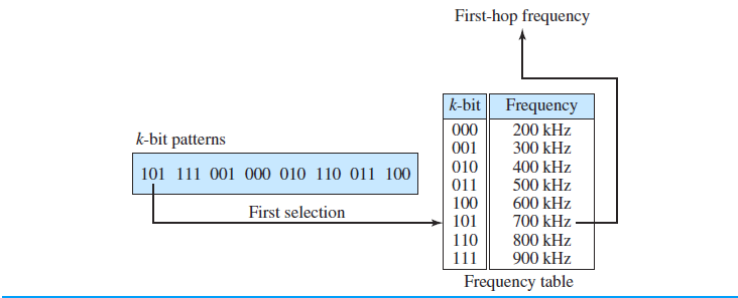 First-hop frequency
k-bit Frequency
000 200 kHz
001 300 kHz
010 400 kHz
011 500 kHz
100 600 kHz
101 700 kHz
110 800 kHz
111 900 kHz
Frequency table
k-bit patterns
101 111 001 000 010 110 011 100
First selection